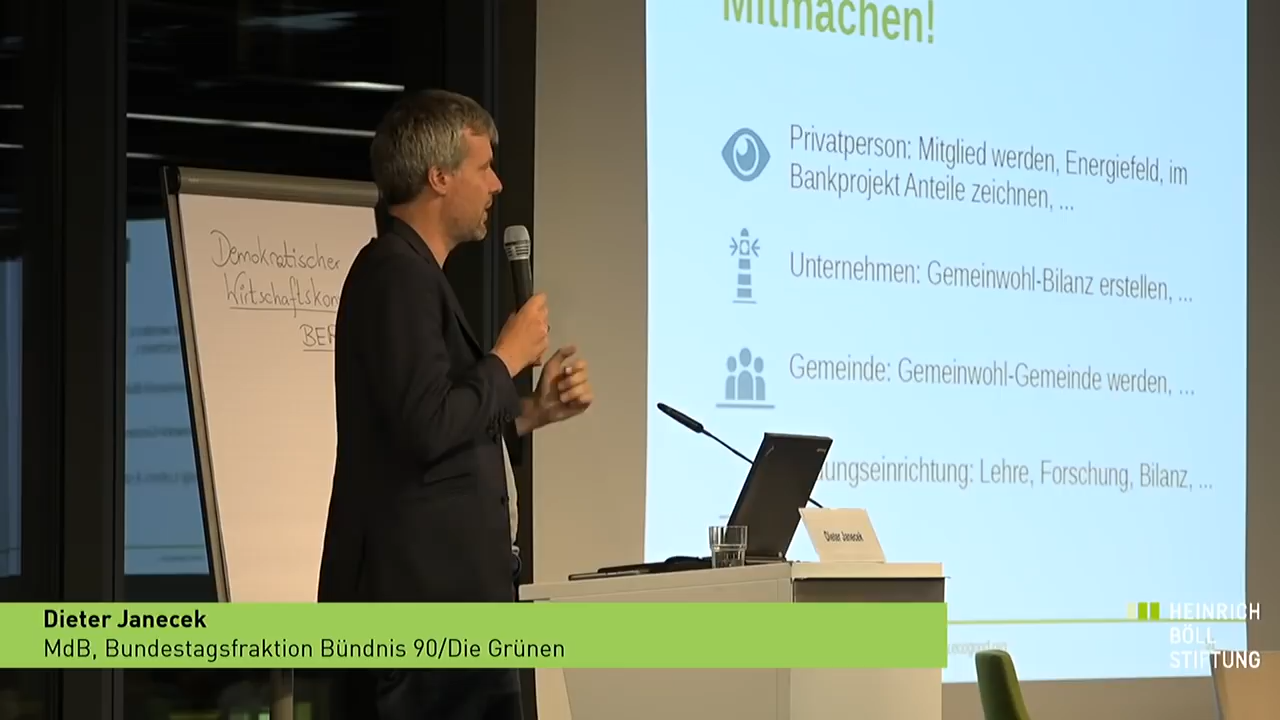 Mitmachen!
Privatperson: Mitglied werden, Energiefeld, im
Bankprojekt Anteile zeichnen, ...
Unternehmen: Gemeinwohl-Bilanz erstellen, ...
Gemeinde: Gemeinwohl-Gemeinde werden, ...
ungseinrichtung: Lehre, Forschung, Bilanz, ...
Demokratischer
Wirtschaftskon
BER
Dieter Janecek
Dieter Janecek
MdB, Bundestagsfraktion Bündnis 90/Die Grünen
HEINRICH
BÖLL
STIFTUNG